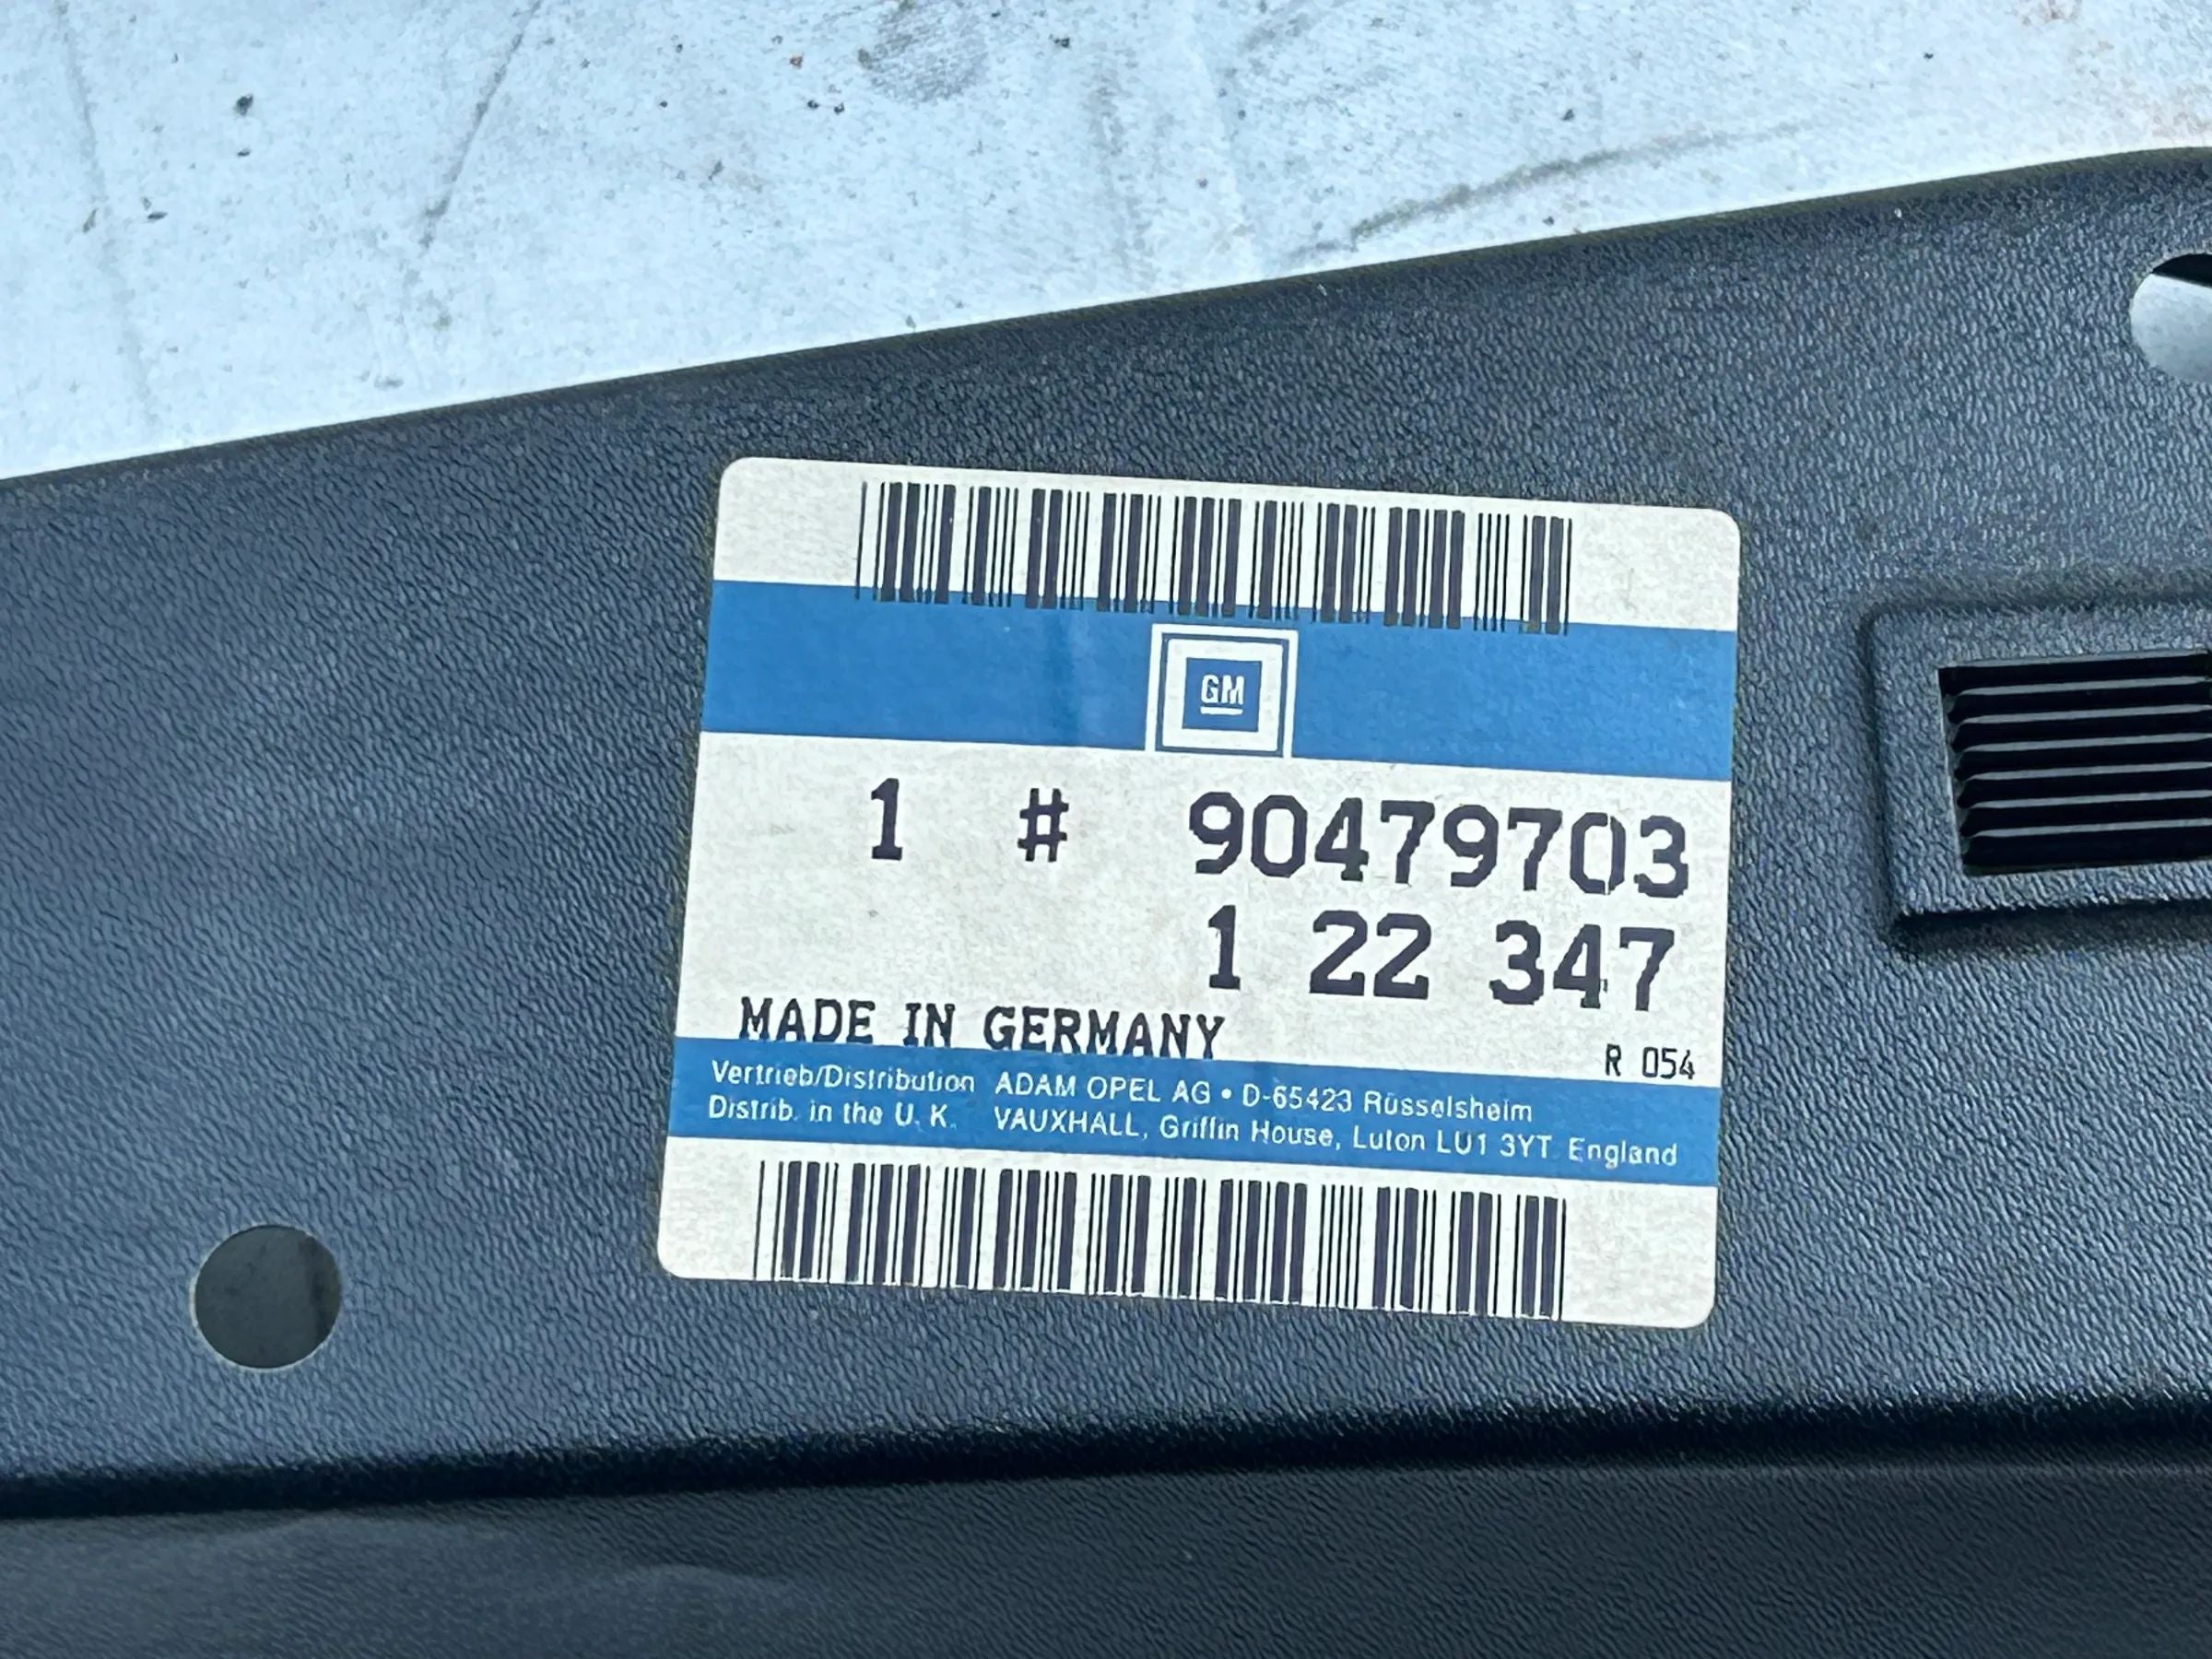 GM
1 # 90479703
1 22 347
MADE IN GERMANY
R 054
Vertrieb/Distribution ADAM OPEL AG • D-65423 Rüsselsheim
Distrib. in the U. K. VAUXHALL, Griffin House, Luton LU1 3YT England